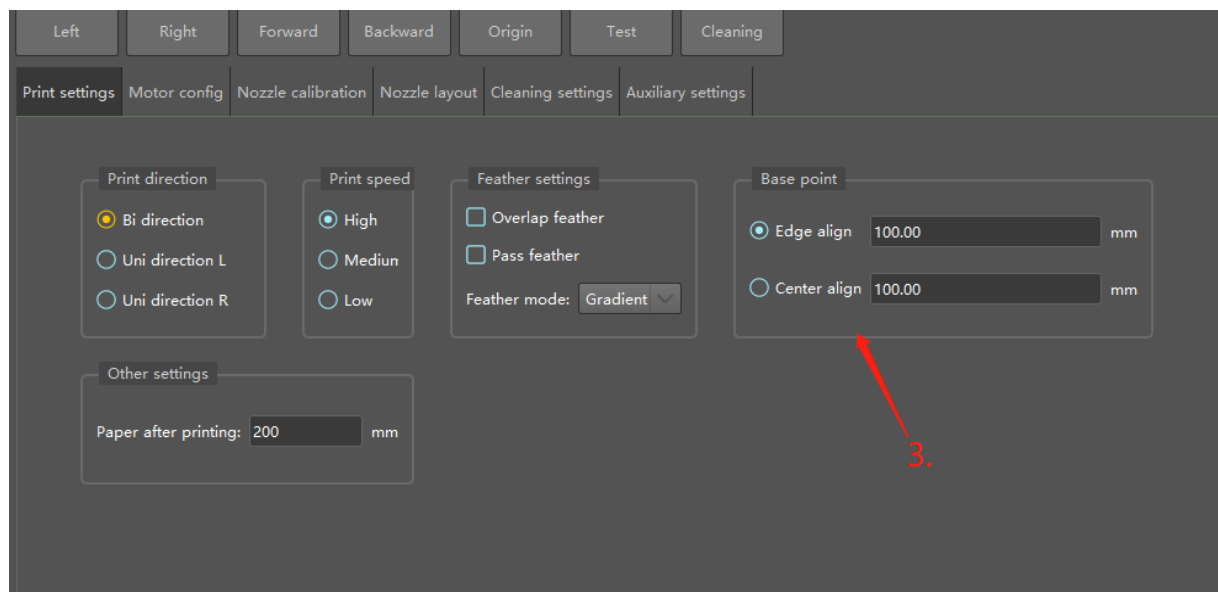 Left Right Forward Backward Origin Test Cleaning
Print settings Motor config Nozzle calibration Nozzle layout Cleaning settings Auxiliary settings
Print direction
Bi direction
Uni direction L
Uni direction R
Print speed
High
Mediun
Low
Feather settings
Overlap feather
Pass feather
Feather mode: Gradient
Base point
Edge align 100.00 mm
Center align 100.00 mm
Other settings
Paper after printing: 200 mm
3.